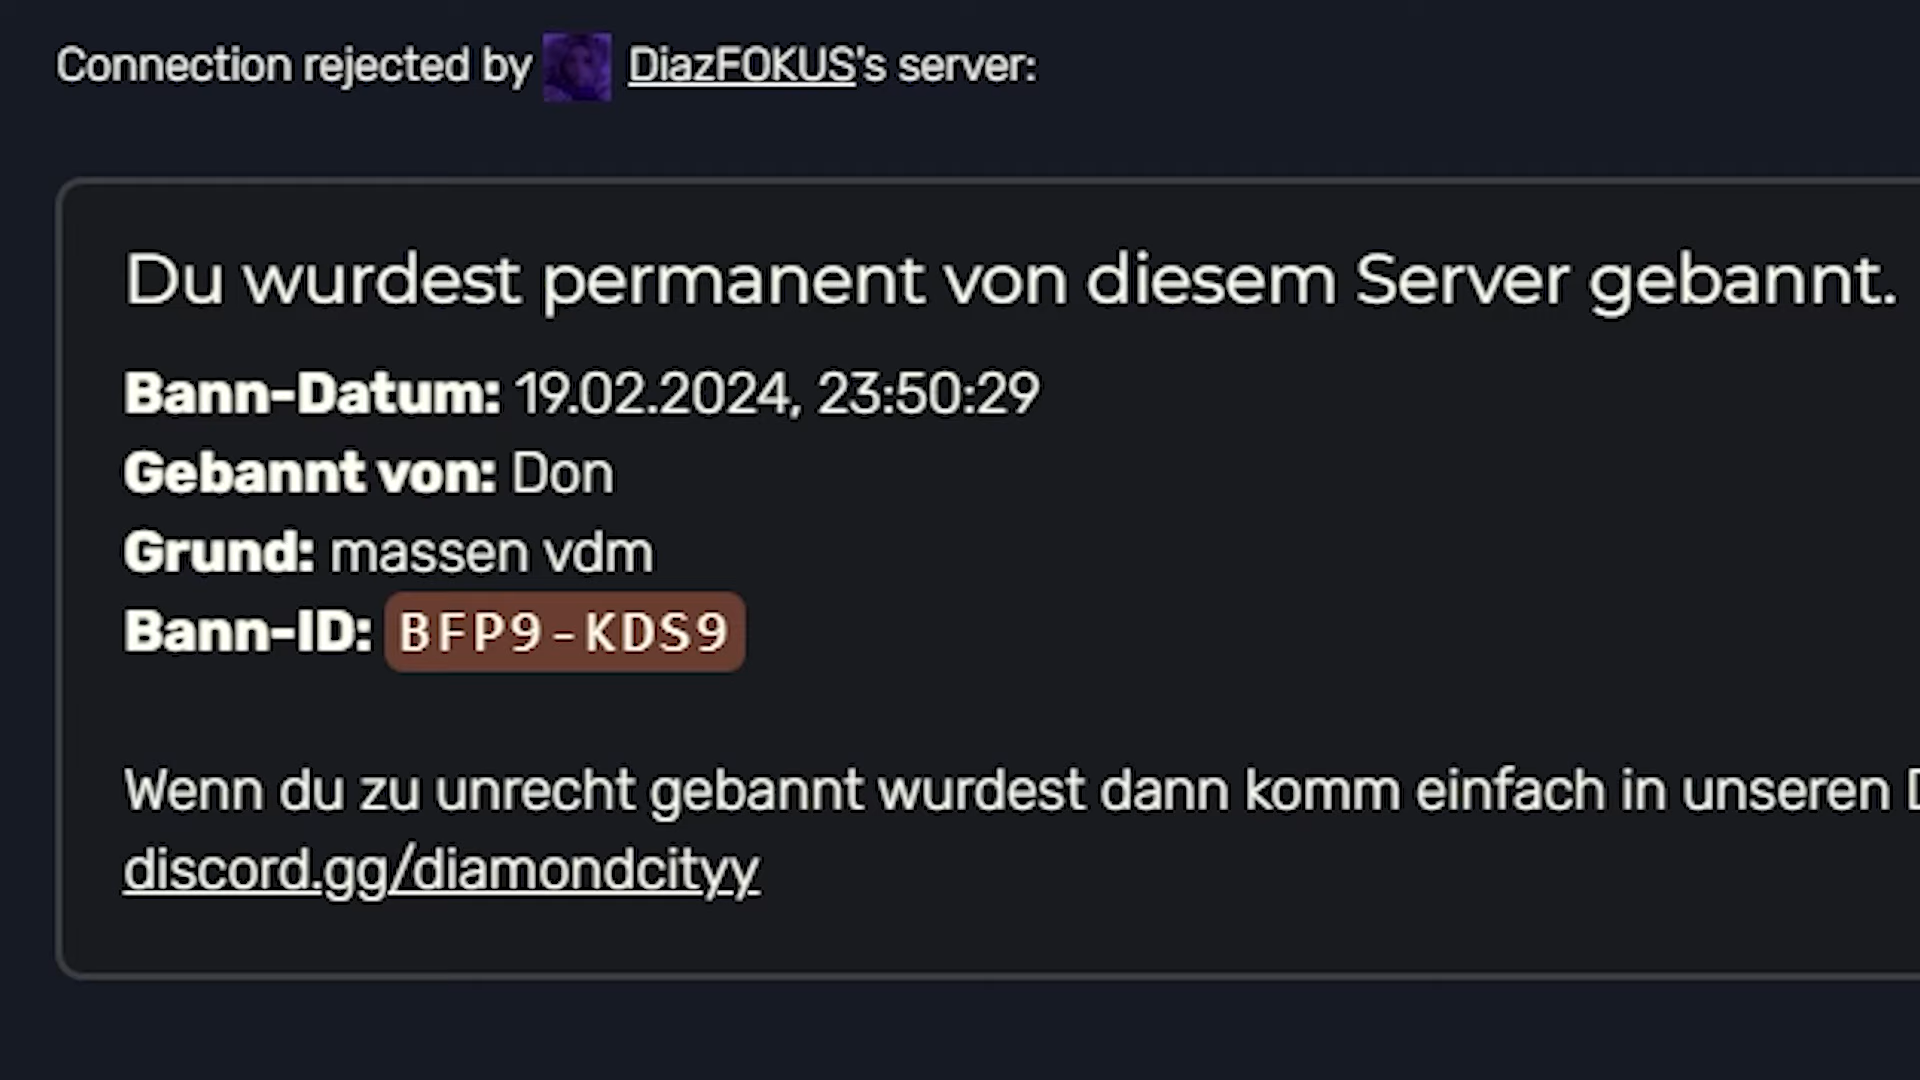 Connection rejected by DiazFOKUS's server:
Du wurdest permanent von diesem Server gebannt.
Bann-Datum: 19.02.2024, 23:50:29
Gebannt von: Don
Grund: massen vdm
Bann-ID: BFP9-KDS9
Wenn du zu unrecht gebannt wurdest dann komm einfach in unseren
discord.gg/diamondcityy